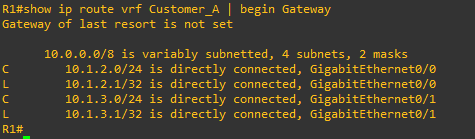 R1#show ip route vrf Customer_A | begin Gateway
Gateway of last resort is not set
10.0.0.0/8 is variably subnetted, 4 subnets, 2 masks
C 10.1.2.0/24 is directly connected, GigabitEthernet0/0
L 10.1.2.1/32 is directly connected, GigabitEthernet0/0
C 10.1.3.0/24 is directly connected, GigabitEthernet0/1
L 10.1.3.1/32 is directly connected, GigabitEthernet0/1
R1#